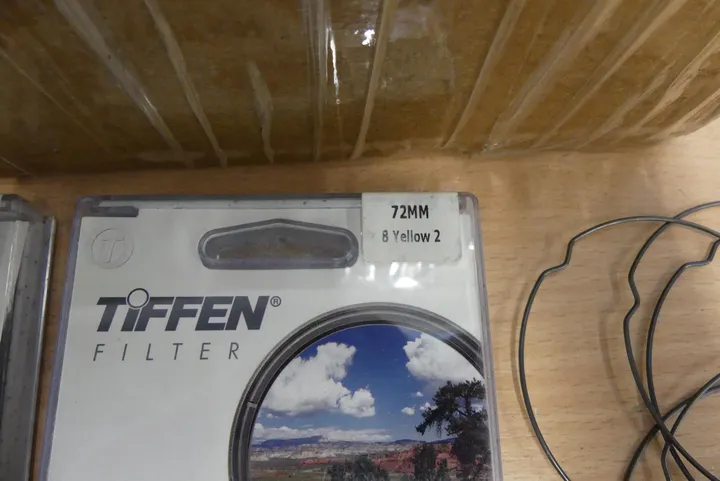 72MM
8 Yellow 2
T
TIFFEN®
FILTER